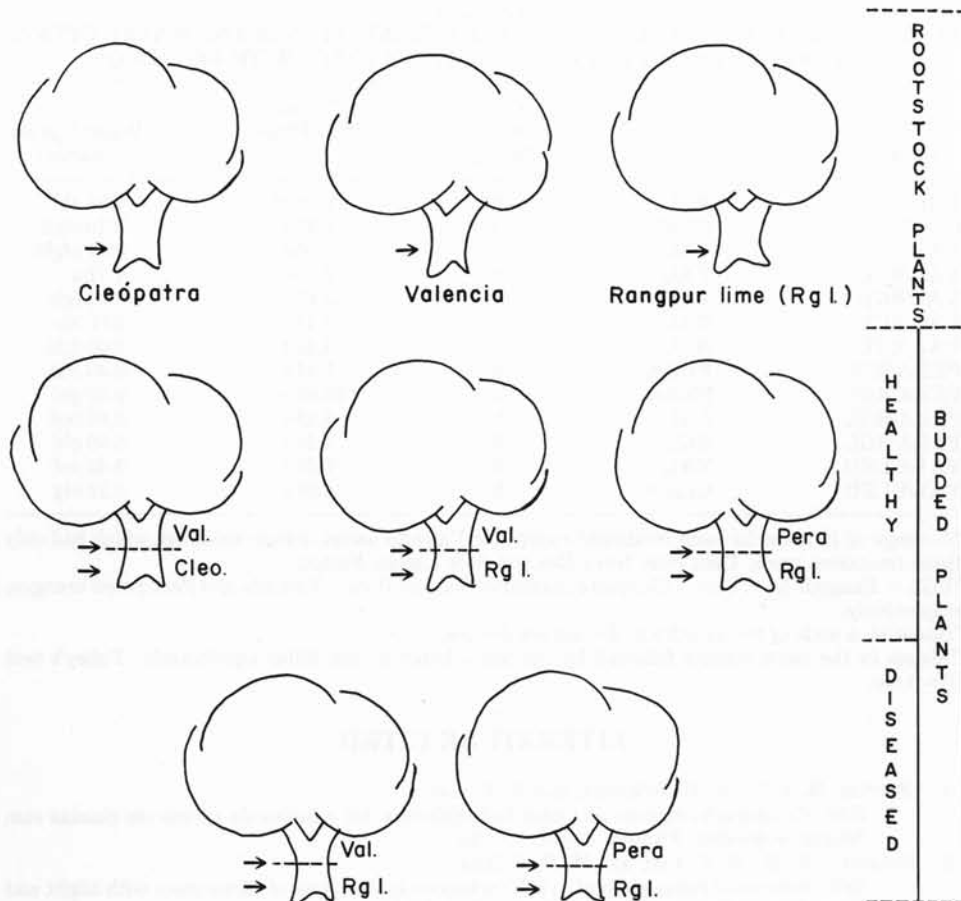 Cleópatra
Valencia
Rangpur lime (Rg l.)
ROOTSTOCK PLANTS
Val.
Cleo.
Val.
Rg l.
Pera
Rg l.
HEALTHY
BUDDED PLANTS
Val.
Rg l.
Pera
Rg l.
DISEASED